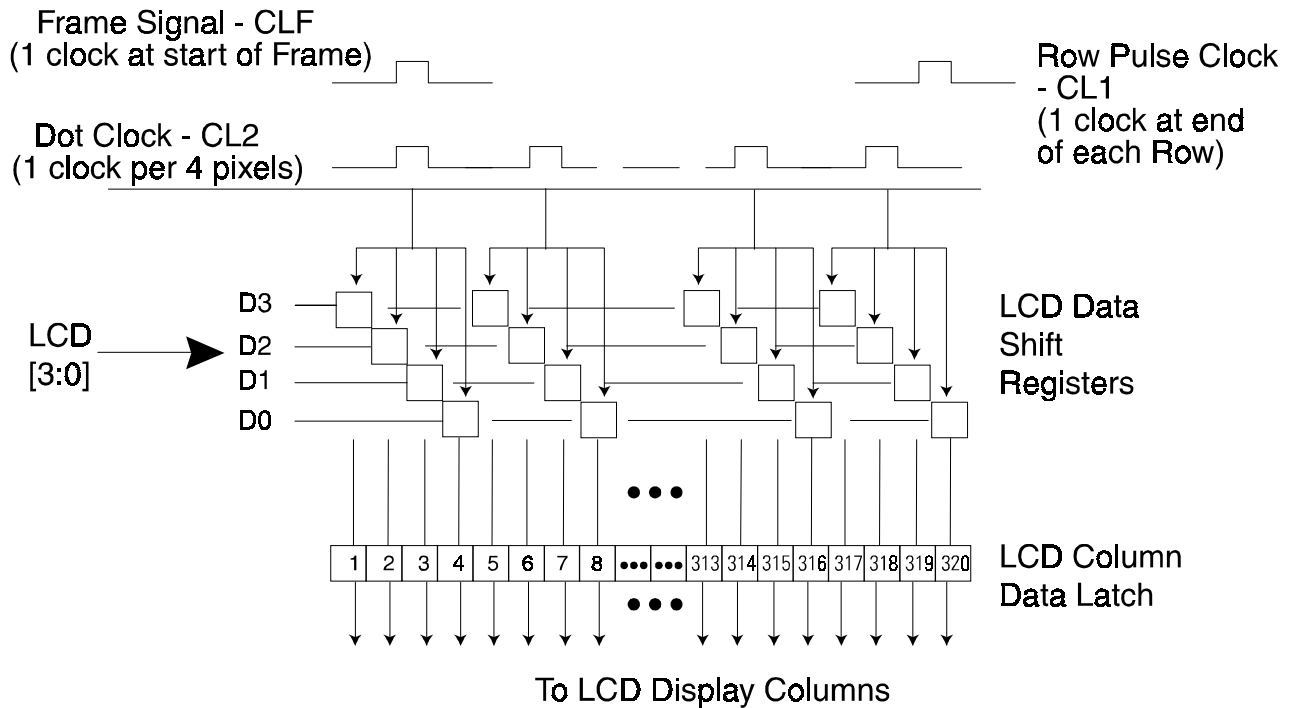 Frame Signal - CLF
(1 clock at start of Frame)
Row Pulse Clock
- CL1
(1 clock at end
of each Row)
Dot Clock - CL2
(1 clock per 4 pixels)
LCD
[3:0]
D3
D2
D1
D0
LCD Data
Shift
Registers
1 2 3 4 5 6 7 8 ••• ••• 313 314 315 316 317 318 319 320
LCD Column
Data Latch
To LCD Display Columns